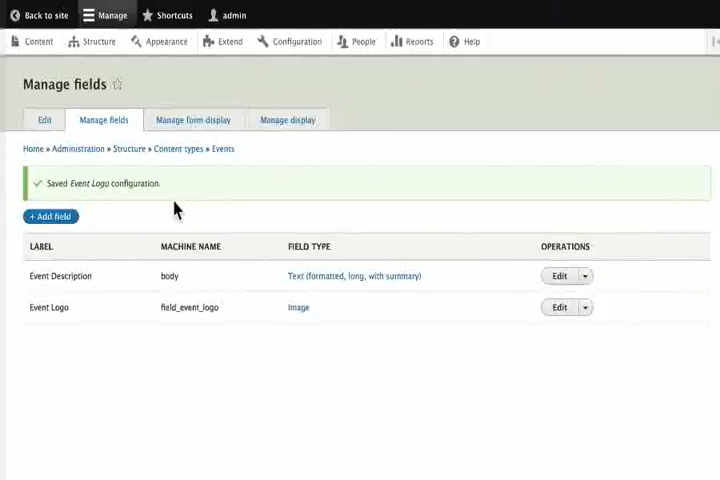 Back to site Manage Shortcuts admin
Content Structure Appearance Extend Configuration People Reports Help
Manage fields
Edit Manage fields Manage form display Manage display
Home » Administration » Structure » Content types » Events
Saved Event Logo configuration.
+ Add field
LABEL MACHINE NAME FIELD TYPE OPERATIONS
Event Description body Text (formatted, long, with summary) Edit
Event Logo field_event_logo Image Edit